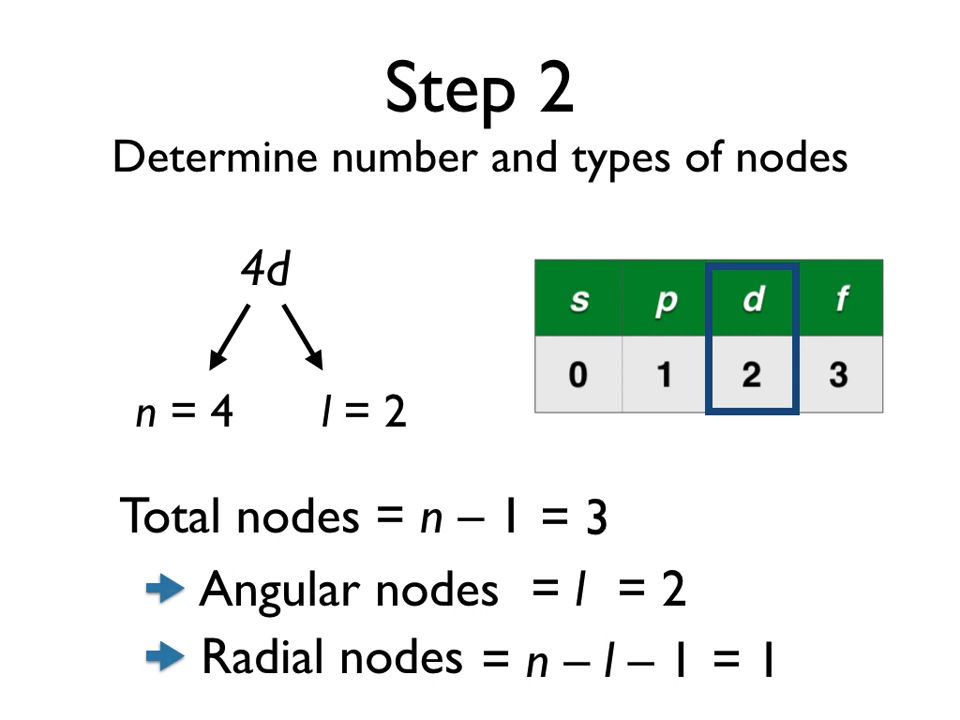 Step 2
Determine number and types of nodes
4d
n = 4 l = 2
s p d f
0 1 2 3
Total nodes = n – 1 = 3
Angular nodes = l = 2
Radial nodes = n – l – 1 = 1